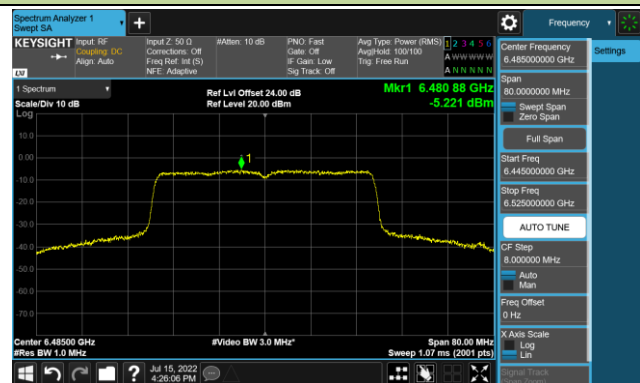 Spectrum Analyzer 1
Swept SA
+
Frequency
KEYSIGHT
Input: RF
Coupling: DC
Align: Auto
Input Z: 50 Ω
Corrections: Off
Freq Ref: Int (S)
NFE: Adaptive
#Atten: 10 dB
PNO: Fast
Gate: Off
IF Gain: Low
Sig Track: Off
Avg Type: Power (RMS)
Avg|Hold: 100/100
Trig: Free Run
1 2 3 4 5 6
A W W W W W
A N N N N N
LXI
1 Spectrum
Scale/Div 10 dB
Log
Ref Lvl Offset 24.00 dB
Ref Level 20.00 dBm
Mkr1 6.480 88 GHz
-5.221 dBm
1
10.0
0.00
-10.0
-20.0
-30.0
-40.0
-50.0
-60.0
-70.0
Center 6.48500 GHz
#Res BW 1.0 MHz
#Video BW 3.0 MHz*
Span 80.00 MHz
Sweep 1.07 ms (2001 pts)
Jul 15, 2022
4:26:06 PM
?
Center Frequency
6.485000000 GHz
Settings
Span
80.0000000 MHz
Swept Span
Zero Span
Full Span
Start Freq
6.445000000 GHz
Stop Freq
6.525000000 GHz
AUTO TUNE
CF Step
8.000000 MHz
Auto
Man
Freq Offset
0 Hz
X Axis Scale
Log
Lin
Signal Track